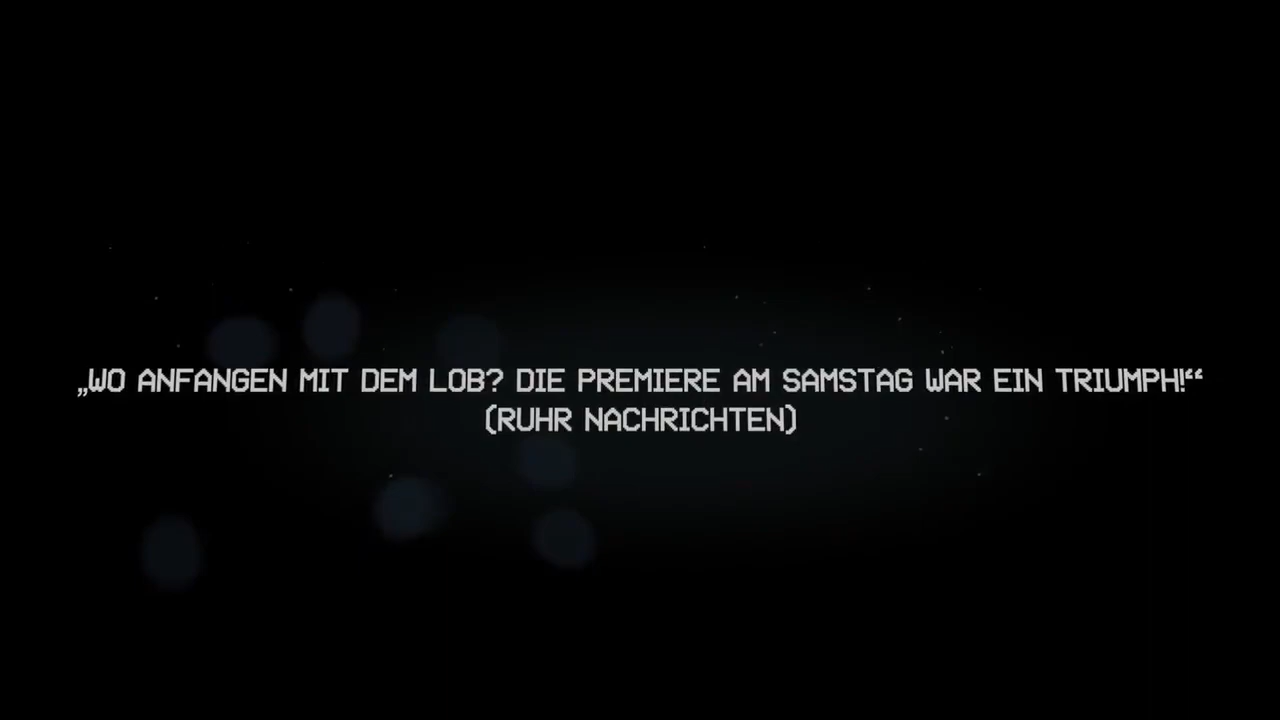 „WO ANFANGEN MIT DEM LOB? DIE PREMIERE AM SAMSTAG WAR EIN TRIUMPH!“
(RUHR NACHRICHTEN)